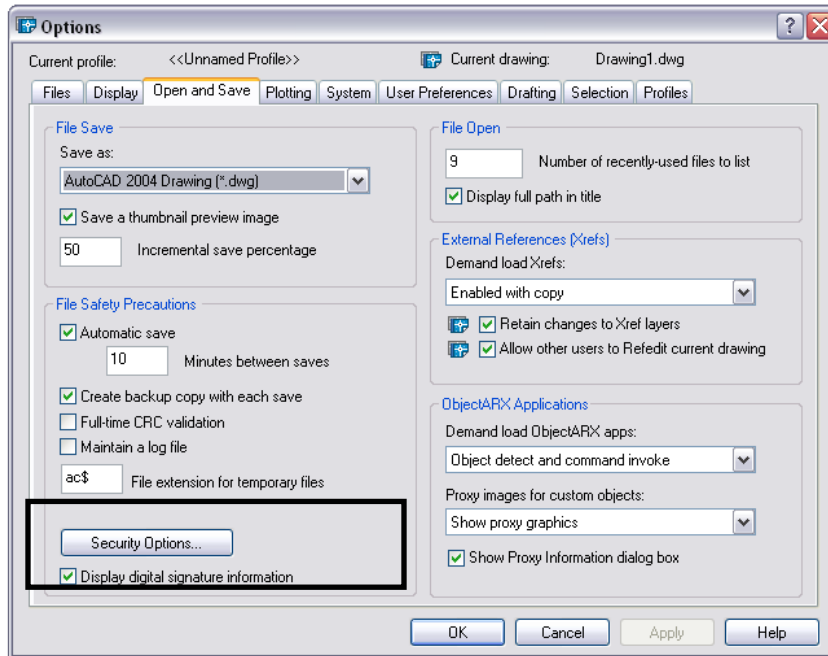 Options
Current profile: <<Unnamed Profile>> Current drawing: Drawing1.dwg
Files Display Open and Save Plotting System User Preferences Drafting Selection Profiles
File Save
Save as:
AutoCAD 2004 Drawing (*.dwg)
Save a thumbnail preview image
50 Incremental save percentage
File Safety Precautions
Automatic save
10 Minutes between saves
Create backup copy with each save
Full-time CRC validation
Maintain a log file
ac$ File extension for temporary files
Security Options...
Display digital signature information
File Open
9 Number of recently-used files to list
Display full path in title
External References (Xrefs)
Demand load Xrefs:
Enabled with copy
Retain changes to Xref layers
Allow other users to Refedit current drawing
ObjectARX Applications
Demand load ObjectARX apps:
Object detect and command invoke
Proxy images for custom objects:
Show proxy graphics
Show Proxy Information dialog box
OK Cancel Apply Help